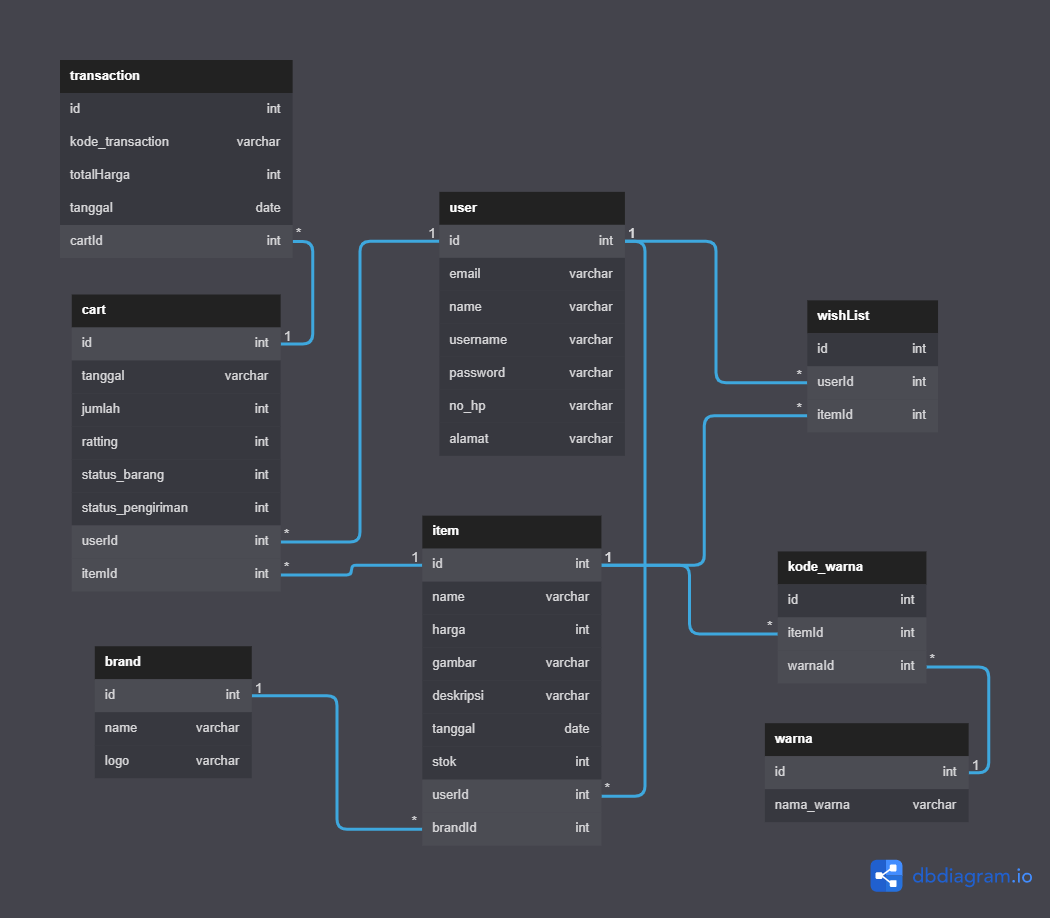 transaction
id int
kode_transaction varchar
totalHarga int
tanggal date
cartId int
*
cart
id int
1
tanggal varchar
jumlah int
ratting int
status_barang int
status_pengiriman int
userId int
*
itemId int
*
brand
id int
1
name varchar
logo varchar
user
1
id int
1
email varchar
name varchar
username varchar
password varchar
no_hp varchar
alamat varchar
item
1
id int
1
name varchar
harga int
gambar varchar
deskripsi varchar
tanggal date
stok int
userId int
*
*
brandId int
wishList
id int
*
userId int
*
itemId int
kode_warna
id int
*
itemId int
warnaId int
*
warna
id int
1
nama_warna varchar
dbdiagram.io